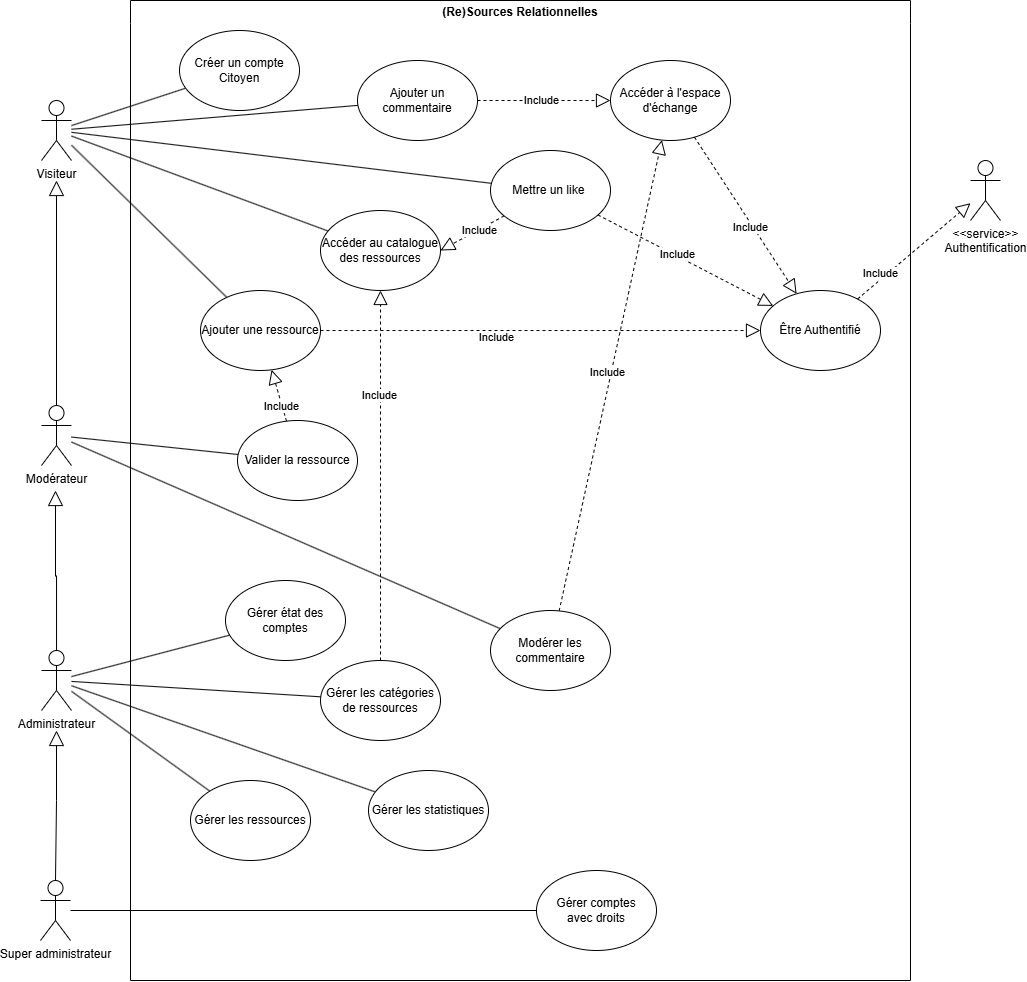 (Re)Sources Relationnelles
Créer un compte
Citoyen
Ajouter un
commentaire
Include
Accéder à l'espace
d'échange
Visiteur
Mettre un like
Include
Include
Accéder au catalogue
des ressources
Include
<<service>>
Authentification
Include
Ajouter une ressource
Include
Être Authentifié
Include
Include
Include
Modérateur
Valider la ressource
Gérer état des
comptes
Modérer les
commentaire
Administrateur
Gérer les catégories
de ressources
Gérer les ressources
Gérer les statistiques
Super administrateur
Gérer comptes
avec droits